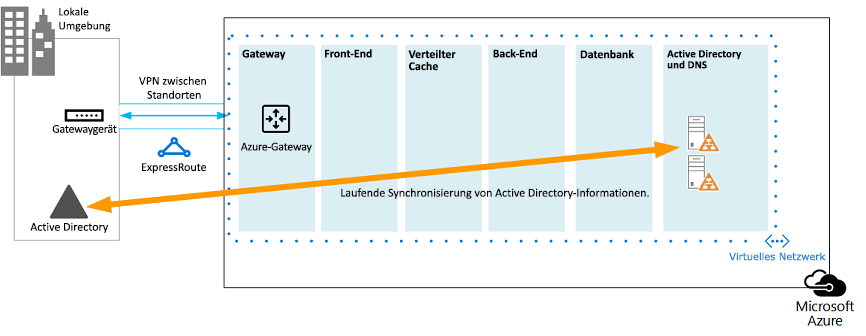 Lokale
Umgebung
VPN zwischen
Standorten
Gatewaygerät
ExpressRoute
Active Directory
Gateway
Front-End
Verteilter
Cache
Back-End
Datenbank
Active Directory
und DNS
Azure-Gateway
Laufende Synchronisierung von Active Directory-Informationen.
Virtuelles Netzwerk
Microsoft
Azure